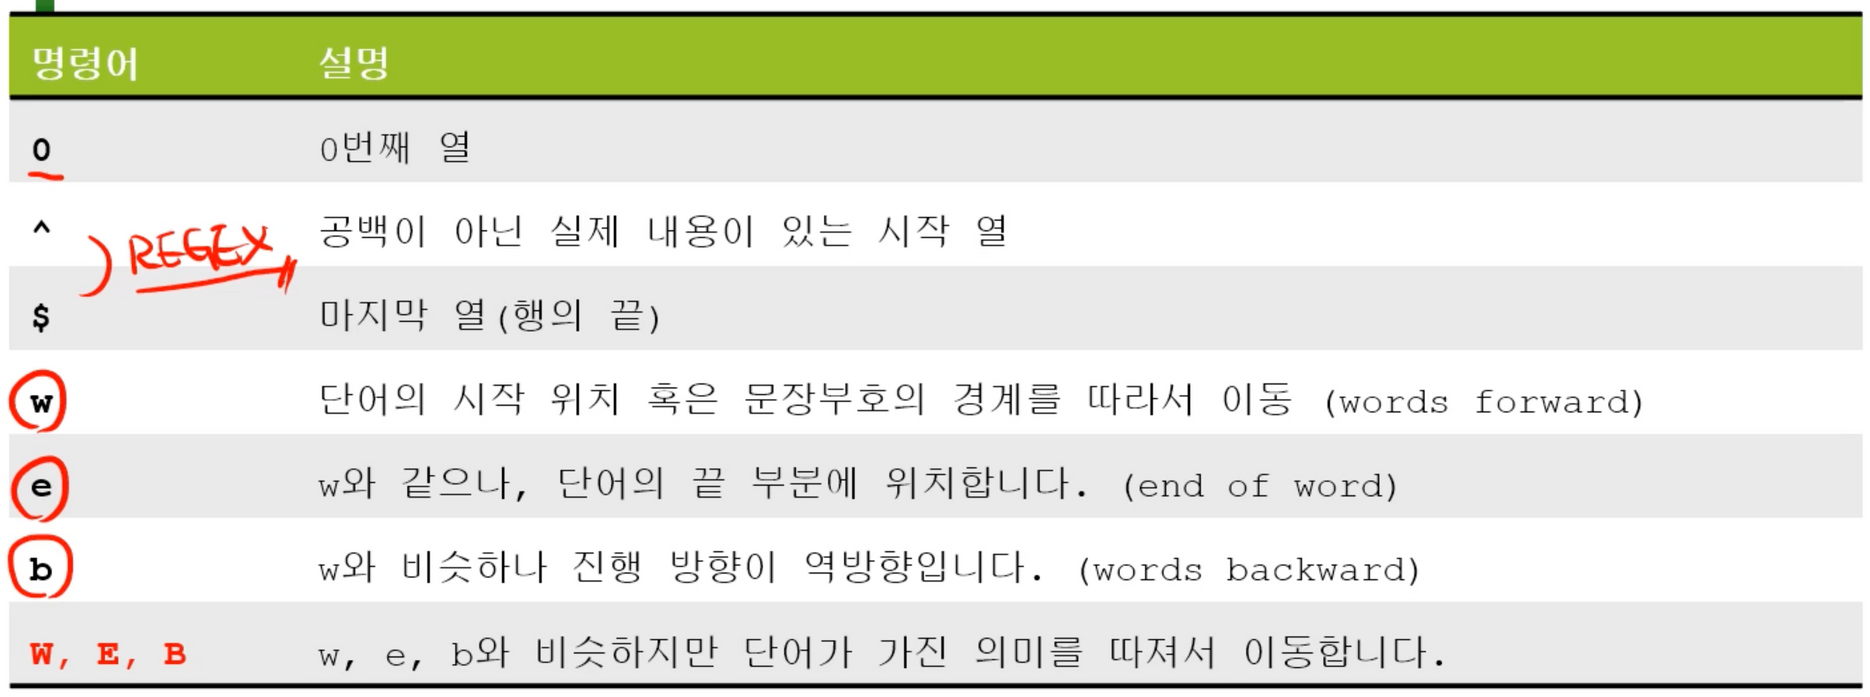 명령어 설명
0 0번째 열
^ 공백이 아닌 실제 내용이 있는 시작 열
REGEX
$ 마지막 열(행의 끝)
w 단어의 시작 위치 혹은 문장부호의 경계를 따라서 이동 (words forward)
e w와 같으나, 단어의 끝 부분에 위치합니다. (end of word)
b w와 비슷하나 진행 방향이 역방향입니다. (words backward)
W, E, B w, e, b와 비슷하지만 단어가 가진 의미를 따져서 이동합니다.